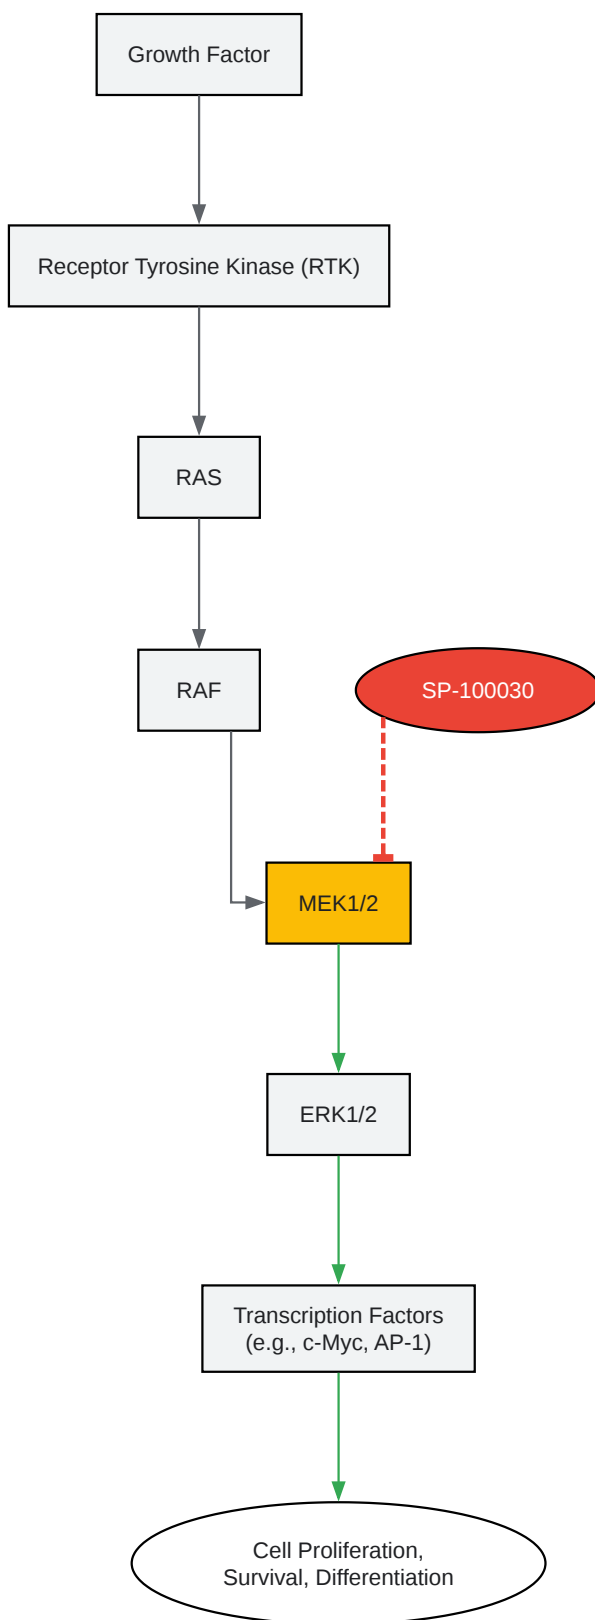 Growth Factor
Receptor Tyrosine Kinase (RTK)
RAS
RAF
SP-100030
MEK1/2
ERK1/2
Transcription Factors
(e.g., c-Myc, AP-1)
Cell Proliferation,
Survival, Differentiation